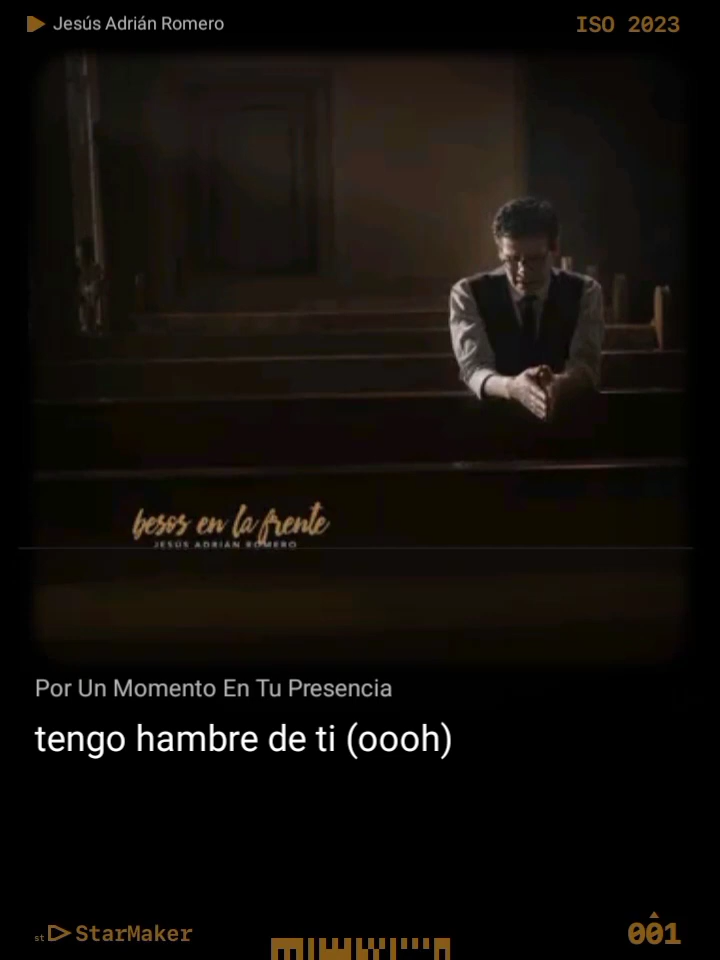 Jesús Adrián Romero
ISO 2023
besos en la frente
JESÚS ADRIÁN ROMERO
Por Un Momento En Tu Presencia
tengo hambre de ti (oooh)
st StarMaker
001